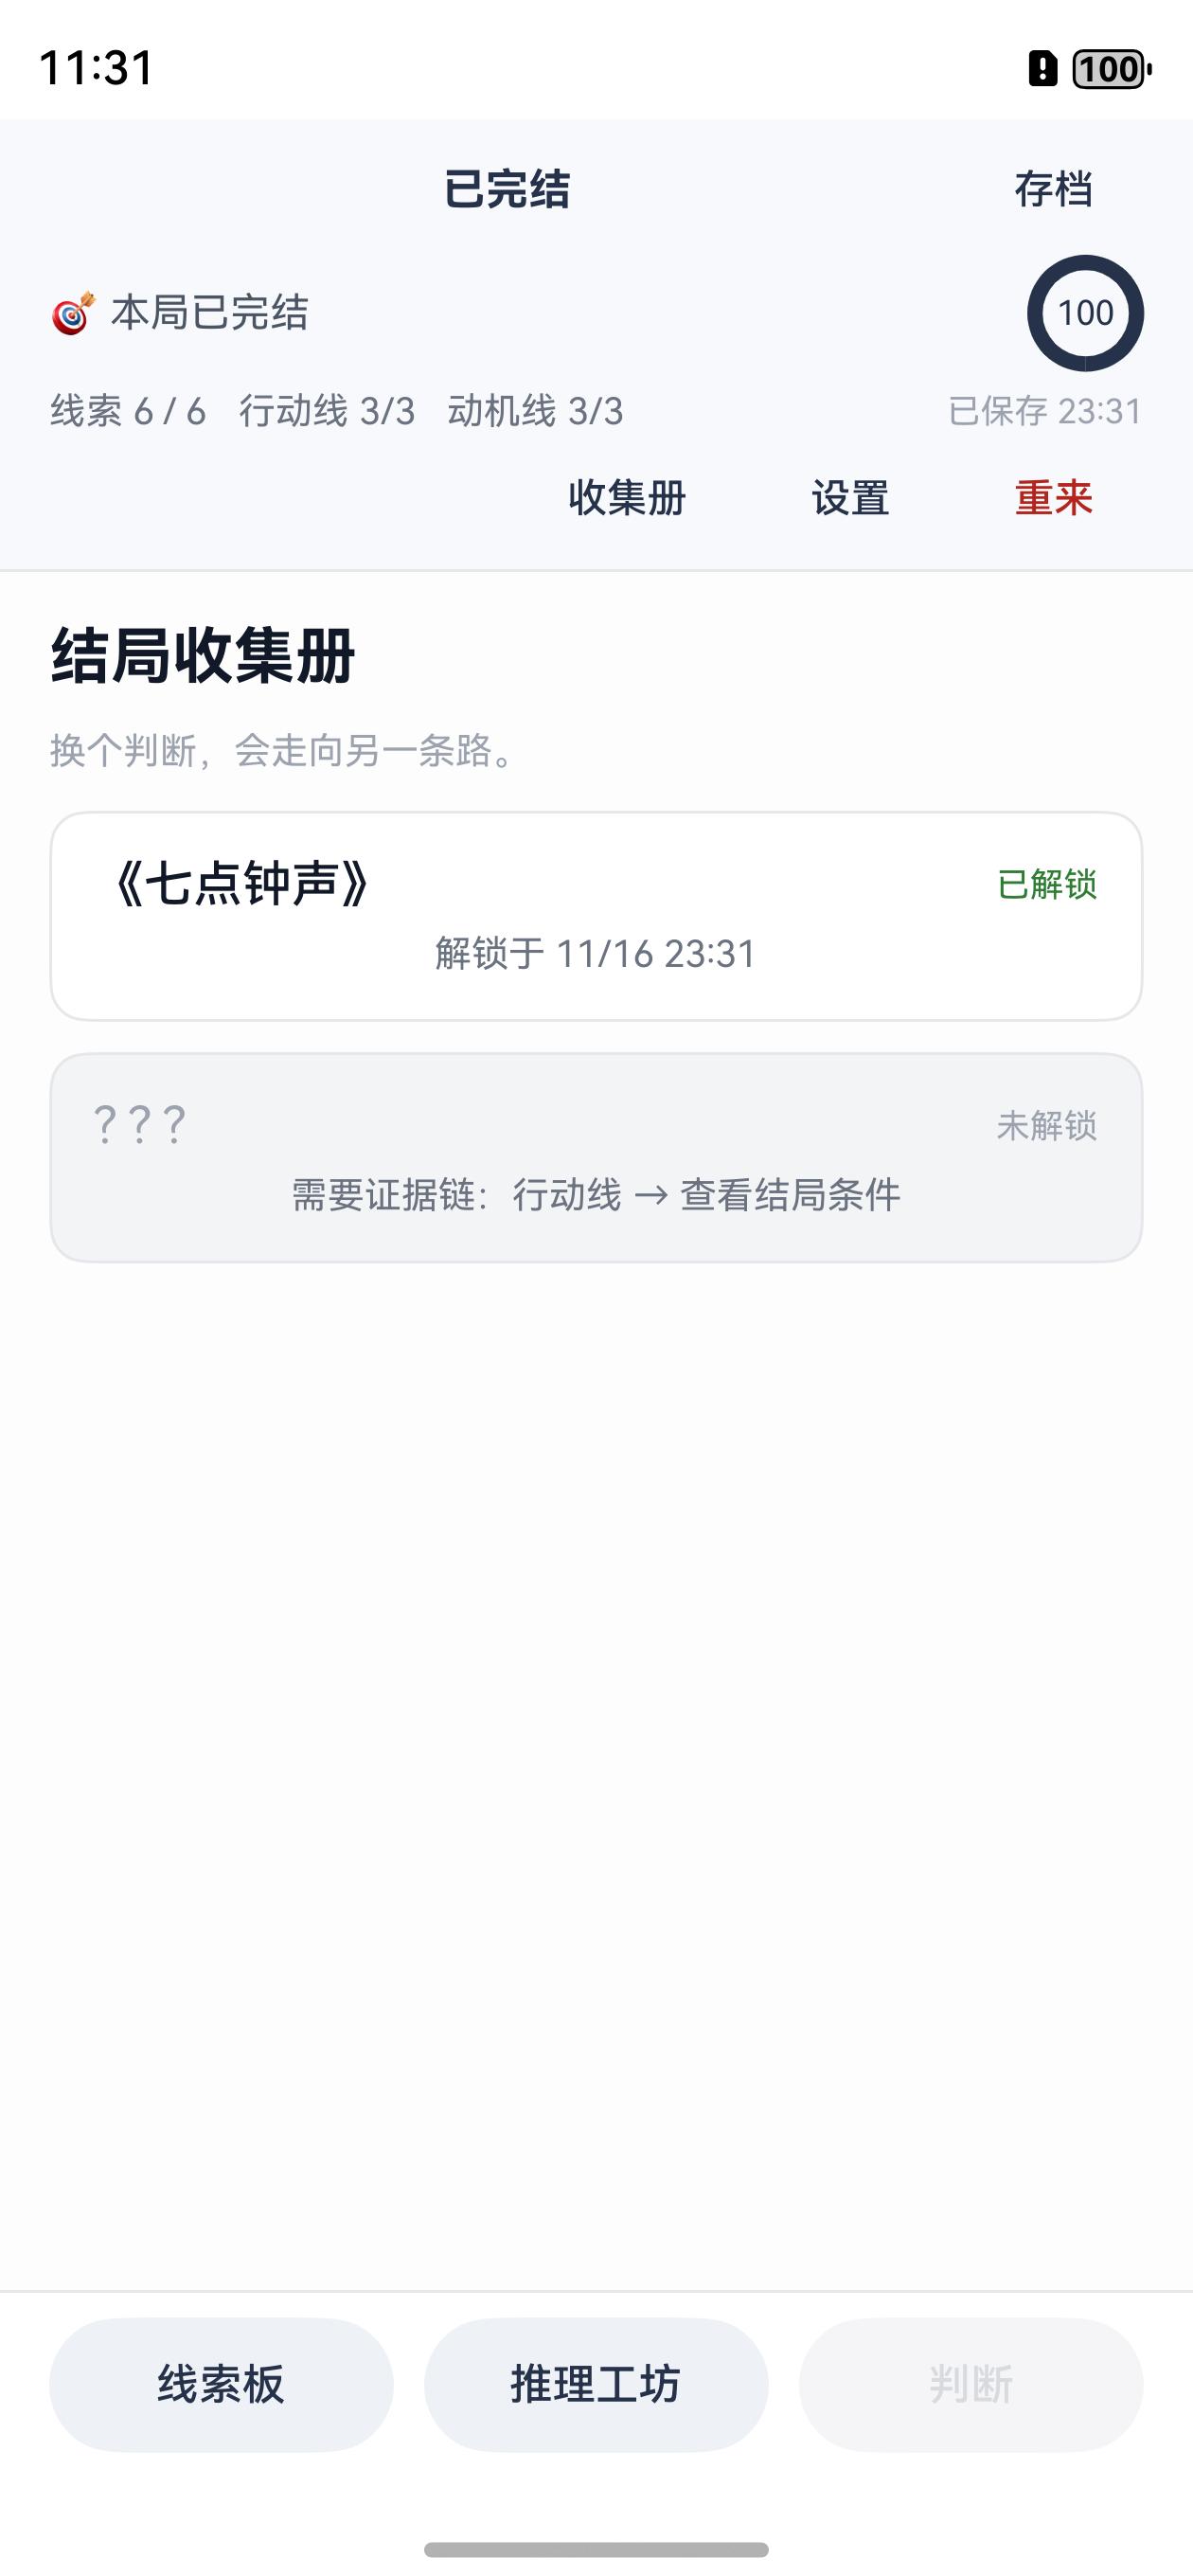 11:31
100
已完结
存档
本局已完结
100
线索 6 / 6 行动线 3/3 动机线 3/3
已保存 23:31
收集册
设置
重来
结局收集册
换个判断，会走向另一条路。
《七点钟声》
已解锁
解锁于 11/16 23:31
？？？
未解锁
需要证据链：行动线 → 查看结局条件
线索板
推理工坊
判断